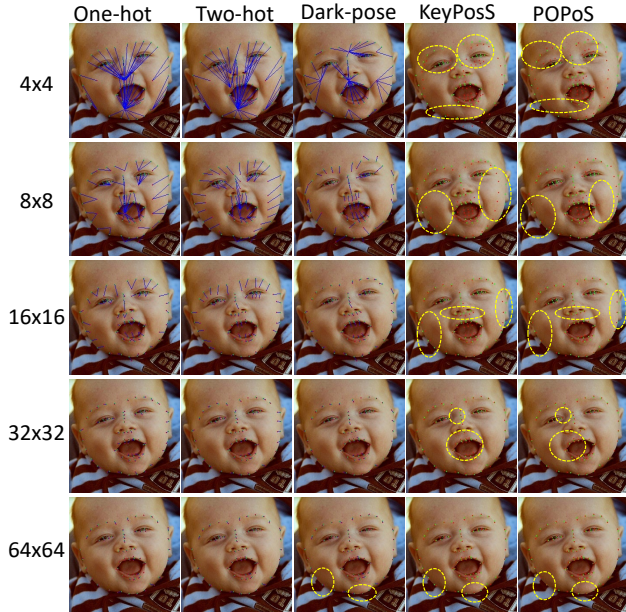 One-hot Two-hot Dark-pose KeyPosS POPoS
4x4
8x8
16x16
32x32
64x64